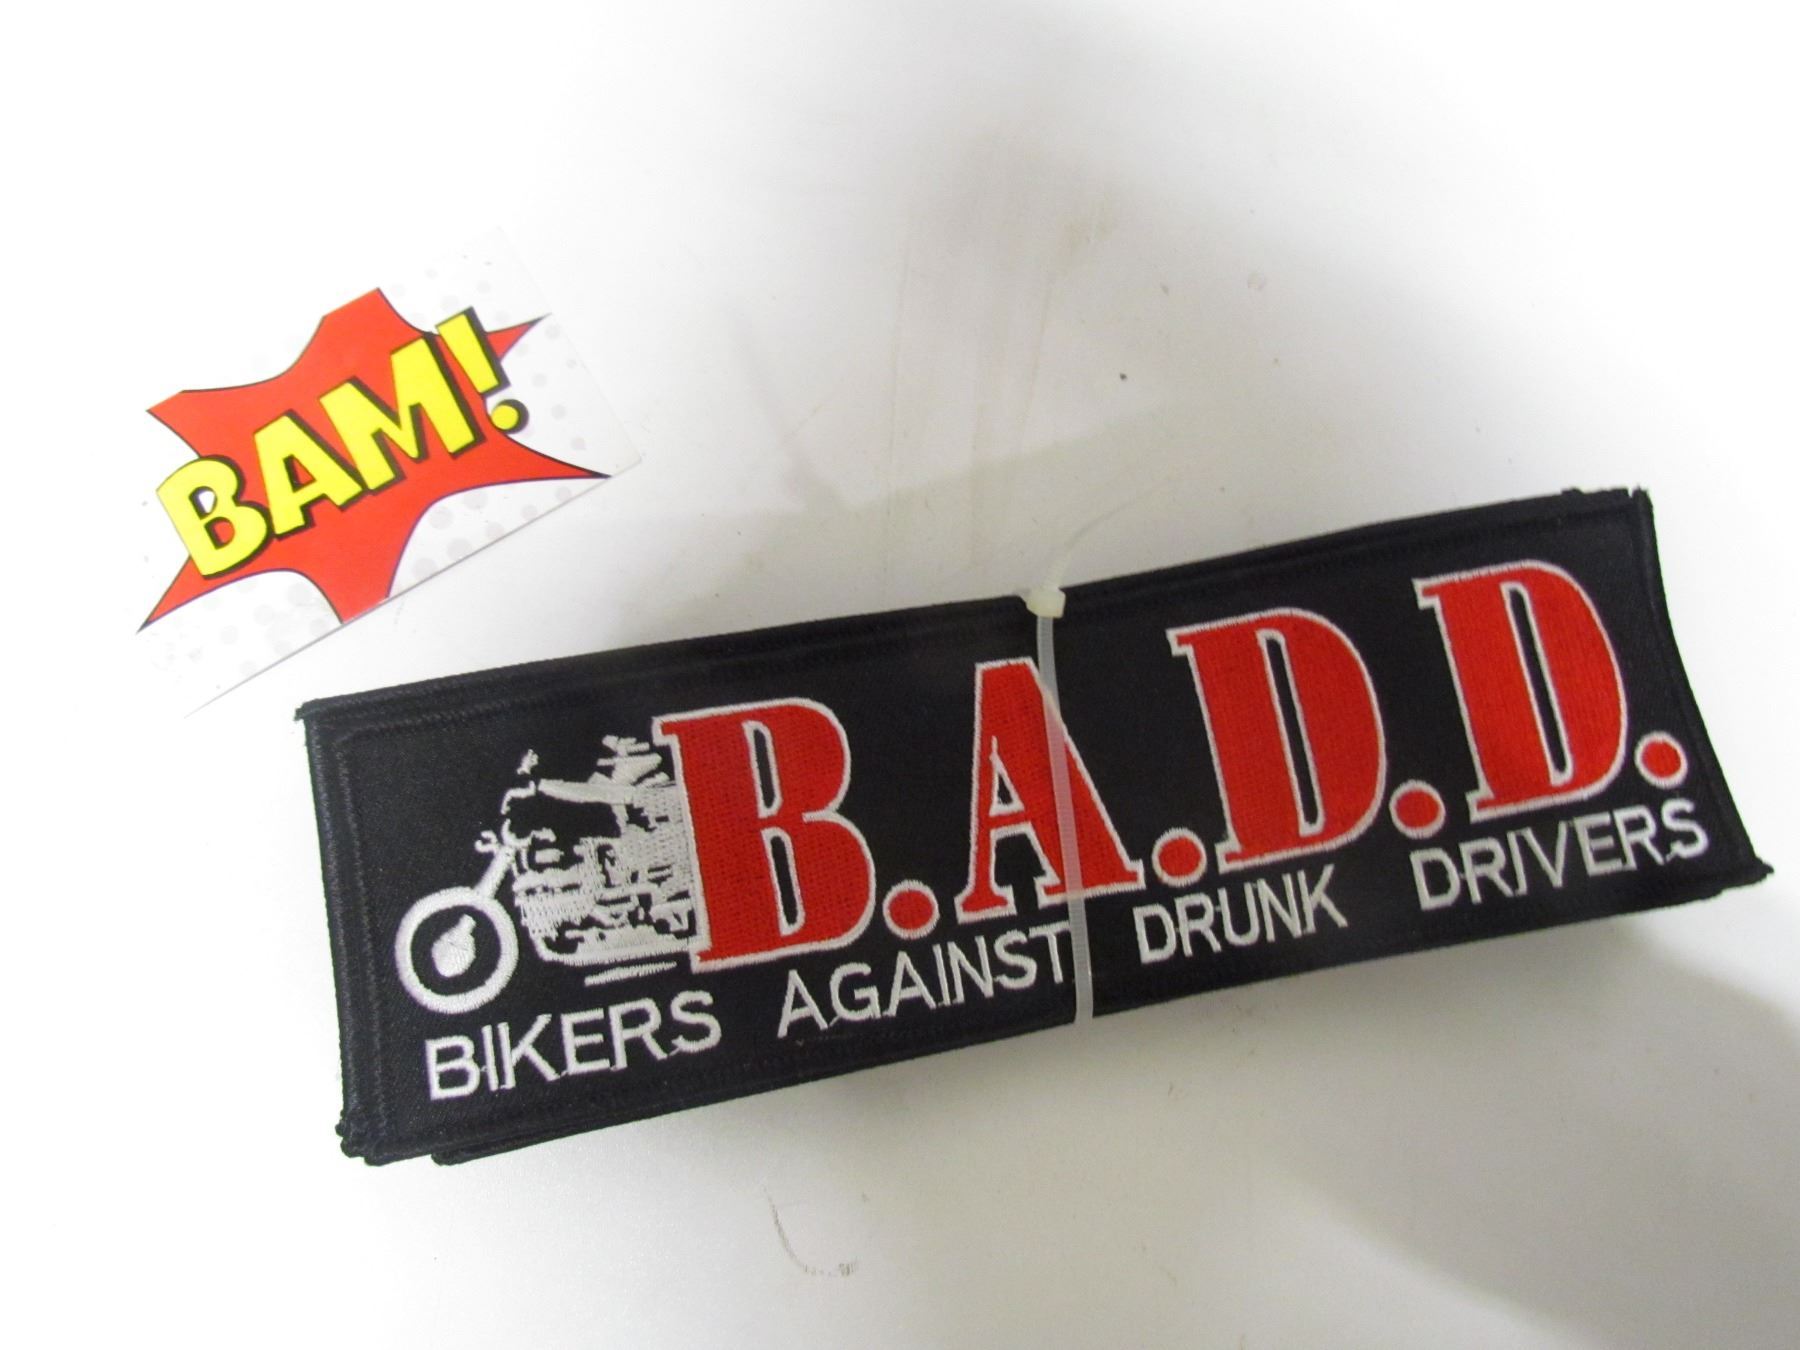 BAM!
B.A.D.D.
BIKERS AGAINST DRUNK DRIVERS